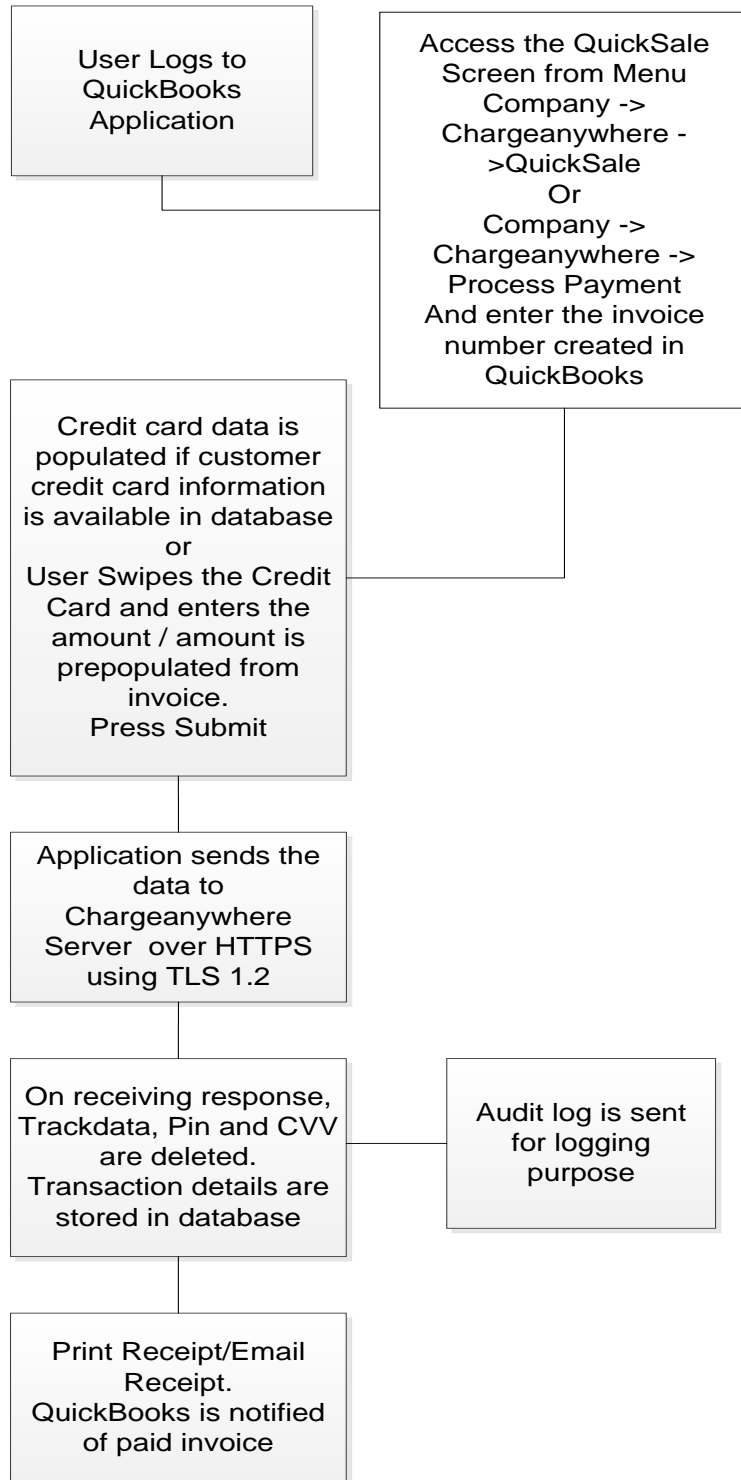 User Logs to
QuickBooks
Application
Access the QuickSale
Screen from Menu
Company ->
Chargeanywhere -
>QuickSale
Or
Company ->
Chargeanywhere ->
Process Payment
And enter the invoice
number created in
QuickBooks
Credit card data is
populated if customer
credit card information
is available in database
or
User Swipes the Credit
Card and enters the
amount / amount is
prepopulated from
invoice.
Press Submit
Application sends the
data to
Chargeanywhere
Server over HTTPS
using TLS 1.2
On receiving response,
Trackdata, Pin and CVV
are deleted.
Transaction details are
stored in database
Audit log is sent
for logging
purpose
Print Receipt/Email
Receipt.
QuickBooks is notified
of paid invoice